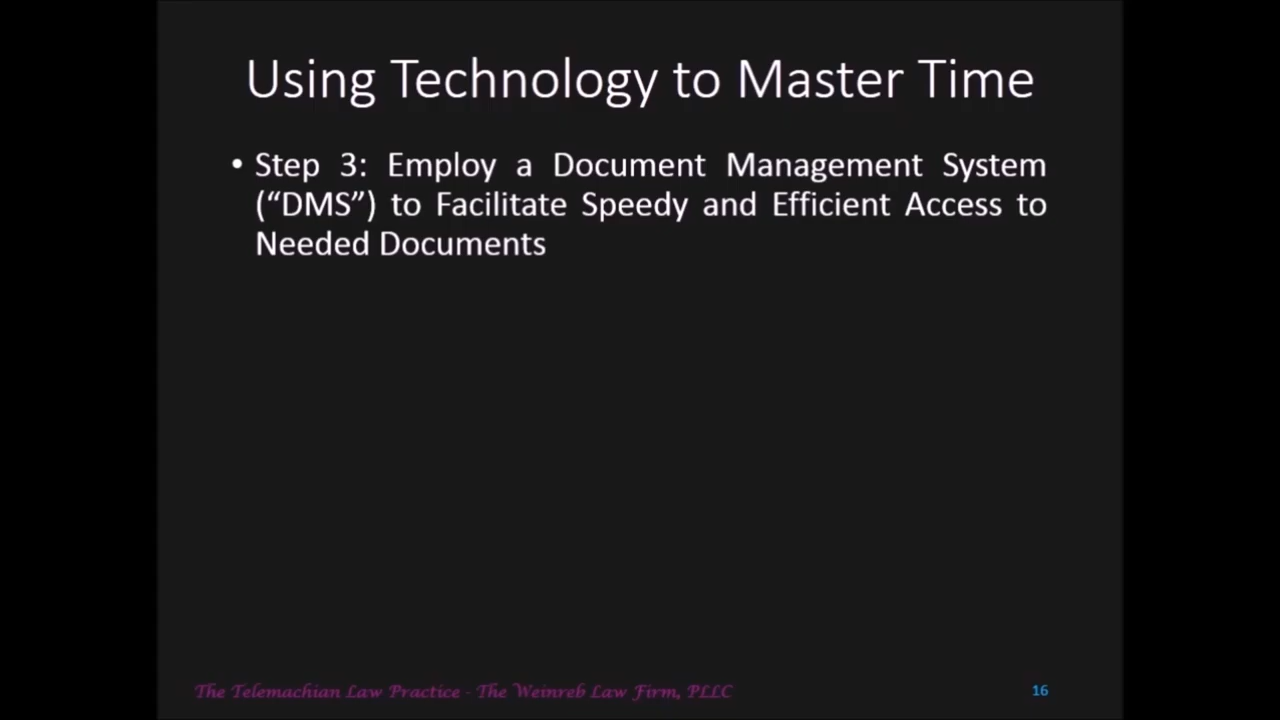 Using Technology to Master Time
• Step 3: Employ a Document Management System
(“DMS”) to Facilitate Speedy and Efficient Access to
Needed Documents
The Telemachian Law Practice - The Weinreb Law Firm, PLLC
16